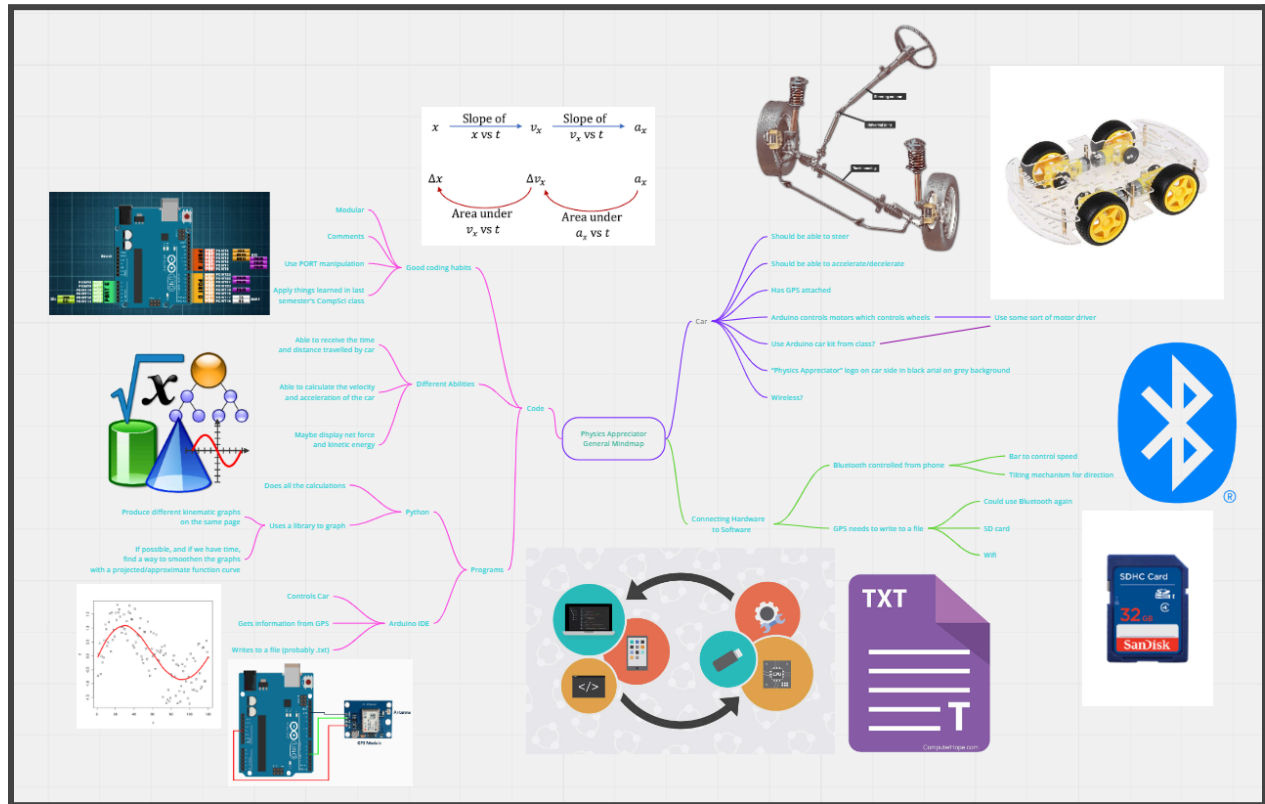 Slope of
x vs t
Slope of
vₓ vs t
x
vₓ
aₓ
Δx
Δvₓ
aₓ
Area under
vₓ vs t
Area under
aₓ vs t
Modular
Comments
Use PORT manipulation
Apply things learned in last
semester's CompSci class
Good coding habits
Able to receive the time
and distance travelled by car
Able to calculate the velocity
and acceleration of the car
Maybe display net force
and kinetic energy
Different Abilities
Code
Does all the calculations
Produce different kinematic graphs
on the same page
Uses a library to graph
If possible, and if we have time,
find a way to smoothen the graphs
with a projected/approximate function curve
Python
Programs
Controls Car
Gets information from GPS
Writes to a file (probably .txt)
Arduino IDE
Physics Appreciator
General Mindmap
Car
Should be able to steer
Should be able to accelerate/decelerate
Has GPS attached
Arduino controls motors which controls wheels
Use some sort of motor driver
Use Arduino car kit from class?
"Physics Appreciator" logo on car side in black arial on grey background
Wireless?
Connecting Hardware
to Software
Bluetooth controlled from phone
Bar to control speed
Tilting mechanism for direction
GPS needs to write to a file
Could use Bluetooth again
SD card
Wifi
x
Antenna
GPS Module
</>
CPU
TXT
T
ComputerHope.com
®
SDHC Card
32 GB
SanDisk